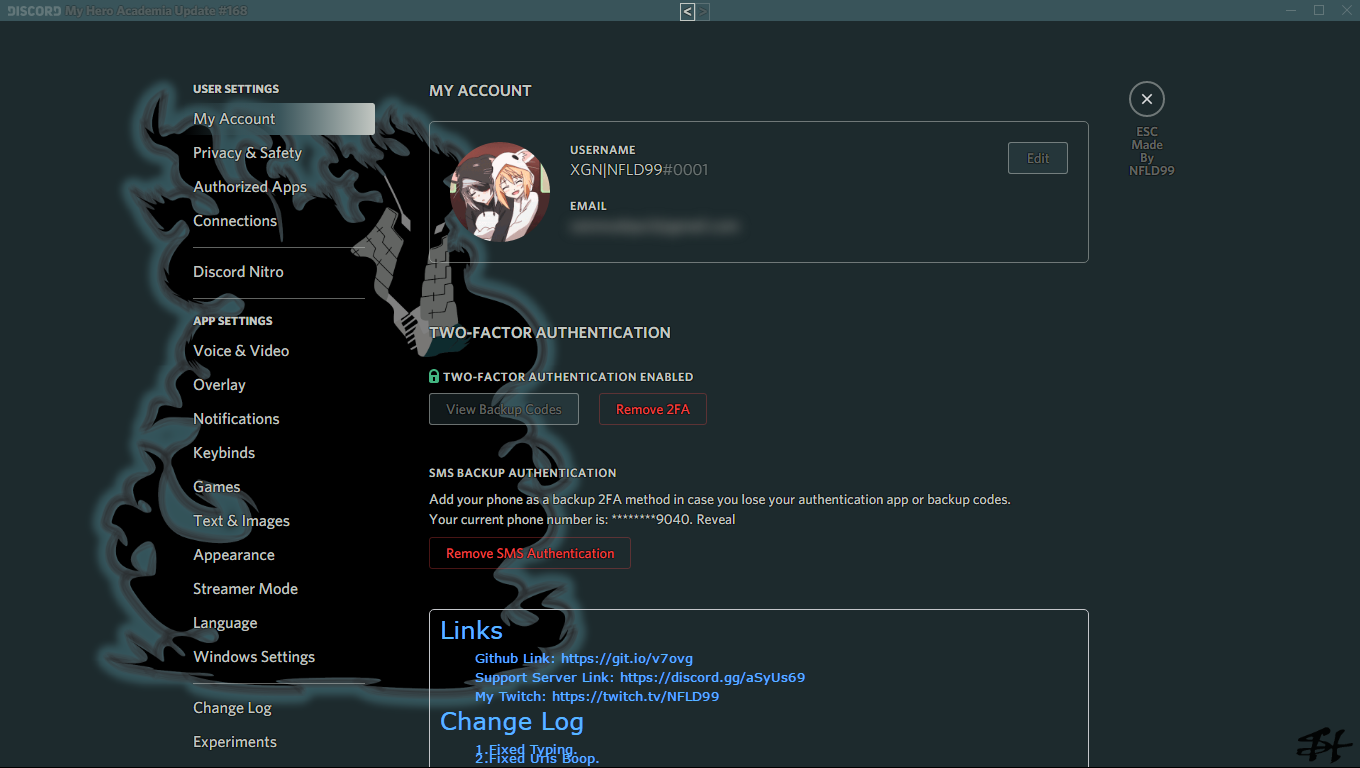 DISCORD My Hero Academia Update #168
< >
USER SETTINGS
My Account
Privacy & Safety
Authorized Apps
Connections
Discord Nitro
APP SETTINGS
Voice & Video
Overlay
Notifications
Keybinds
Games
Text & Images
Appearance
Streamer Mode
Language
Windows Settings
Change Log
Experiments
MY ACCOUNT
USERNAME
XGN|NFLD99#0001
Edit
EMAIL
TWO-FACTOR AUTHENTICATION
TWO-FACTOR AUTHENTICATION ENABLED
View Backup Codes
Remove 2FA
SMS BACKUP AUTHENTICATION
Add your phone as a backup 2FA method in case you lose your authentication app or backup codes.
Your current phone number is: ********9040. Reveal
Remove SMS Authentication
Links
Github Link: https://git.io/v7ovg
Support Server Link: https://discord.gg/aSyUs69
My Twitch: https://twitch.tv/NFLD99
Change Log
1.Fixed Typing.
2.Fixed Urls Boop.
ESC
Made
By
NFLD99